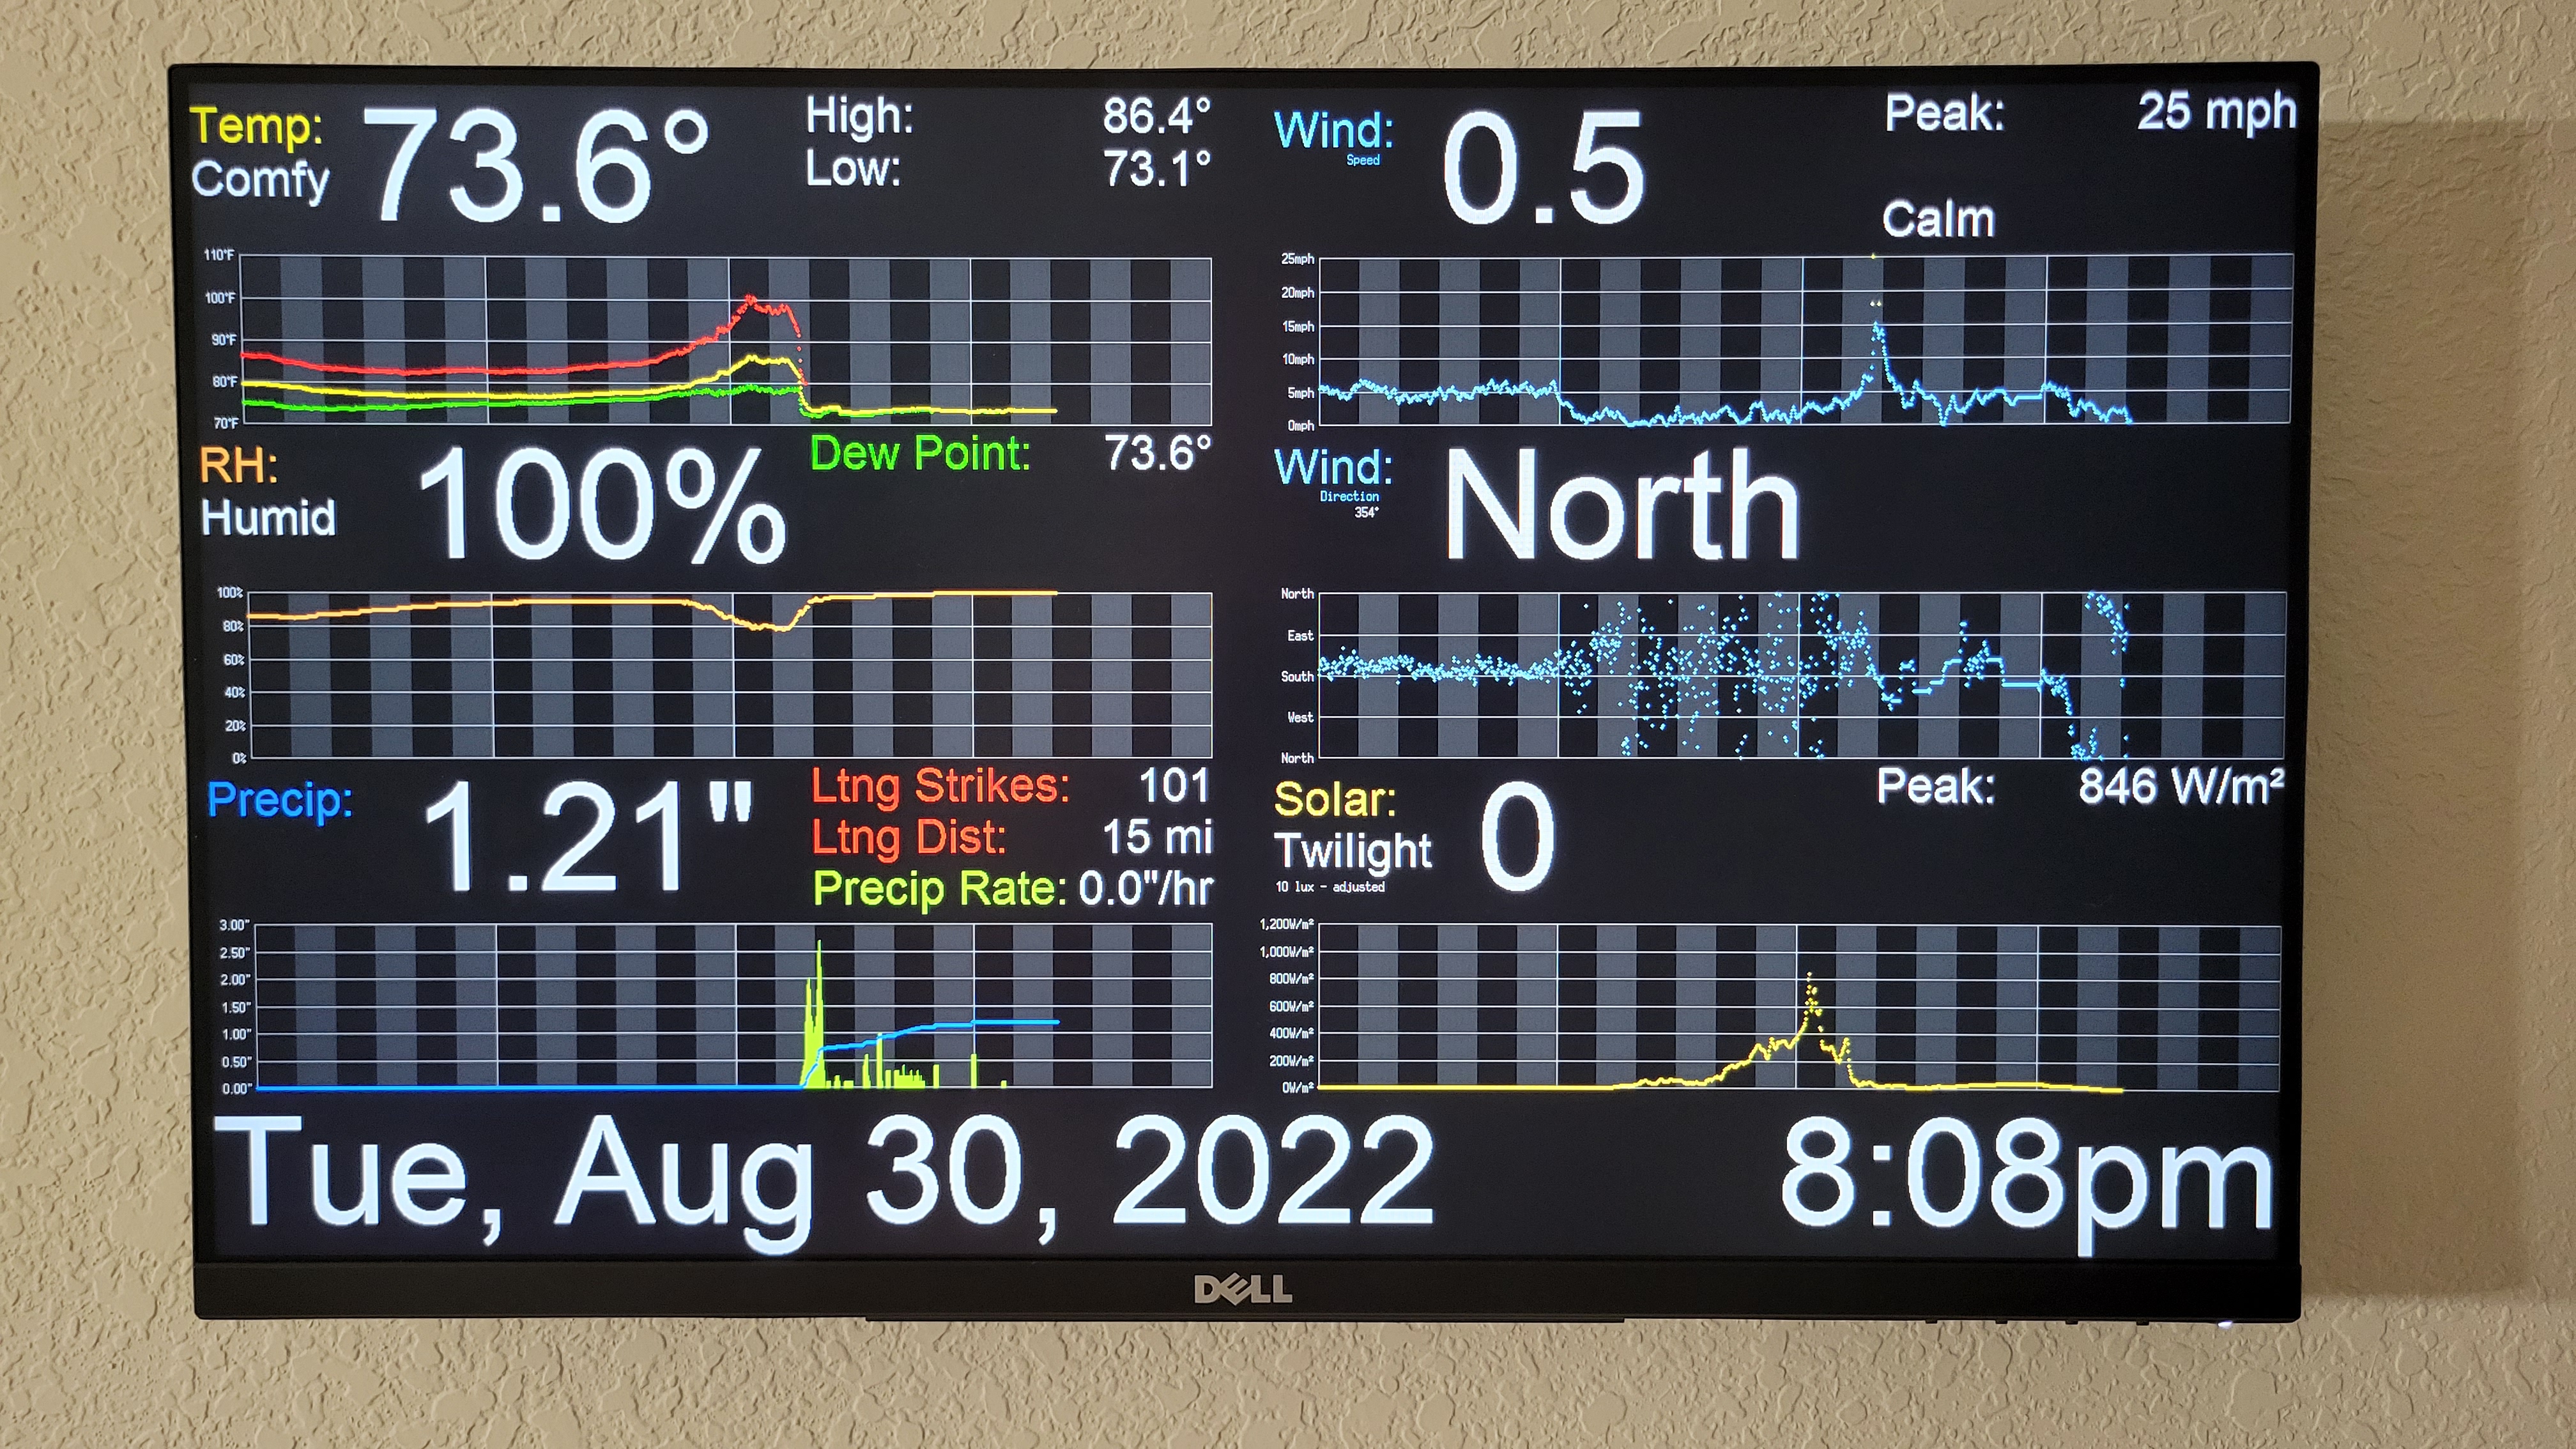 Temp:
Comfy
73.6°
High: 86.4°
Low: 73.1°
110°F
100°F
90°F
80°F
70°F
RH:
Humid
100%
Dew Point: 73.6°
100%
80%
60%
40%
20%
0%
Precip:
1.21"
Ltng Strikes: 101
Ltng Dist: 15 mi
Precip Rate: 0.0"/hr
3.00"
2.50"
2.00"
1.50"
1.00"
0.50"
0.00"
Wind:
Speed
0.5
Peak: 25 mph
Calm
25mph
20mph
15mph
10mph
5mph
0mph
Wind:
Direction
354°
North
North
East
South
West
North
Solar:
Twilight
10 lux - adjusted
0
Peak: 846 W/m²
1,200W/m²
1,000W/m²
800W/m²
600W/m²
400W/m²
200W/m²
0W/m²
Tue, Aug 30, 2022 8:08pm
DELL